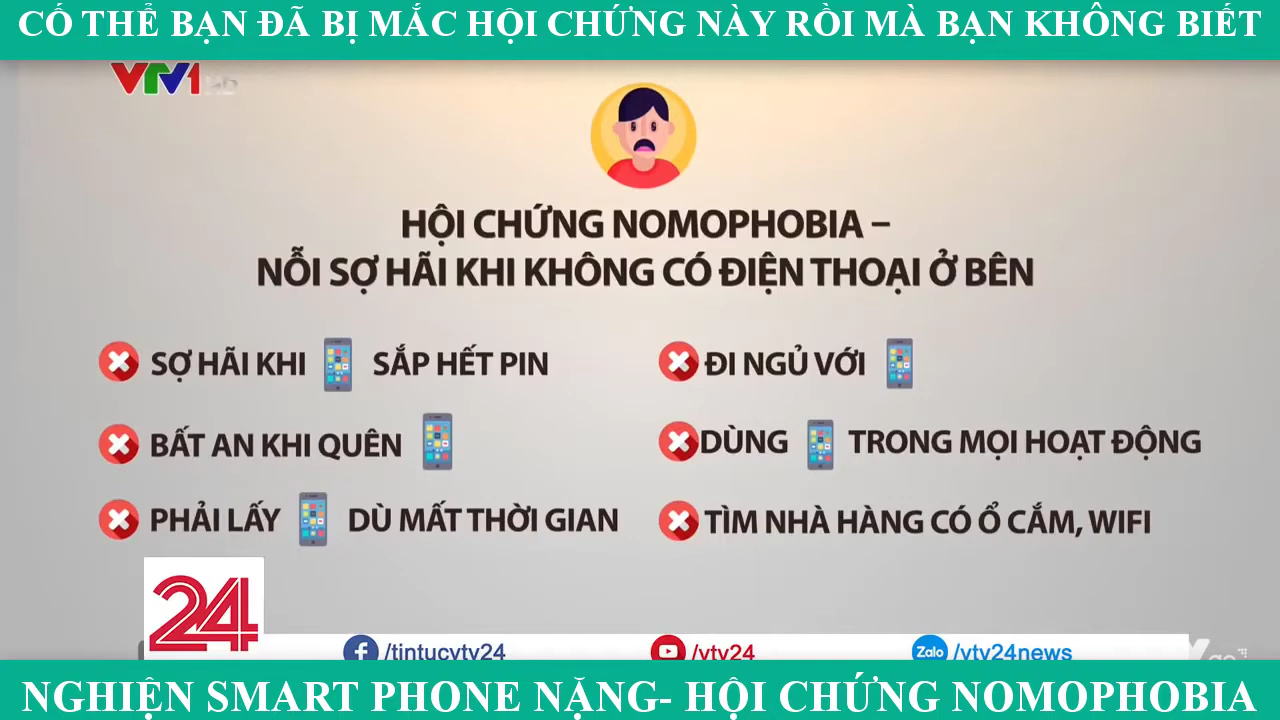 CÓ THỂ BẠN ĐÃ BỊ MẮC HỘI CHỨNG NÀY RỒI MÀ BẠN KHÔNG BIẾT
VTV1 HD
HỘI CHỨNG NOMOPHOBIA –
NỖI SỢ HÃI KHI KHÔNG CÓ ĐIỆN THOẠI Ở BÊN
SỢ HÃI KHI SẮP HẾT PIN
ĐI NGỦ VỚI
BẤT AN KHI QUÊN
DÙNG TRONG MỌI HOẠT ĐỘNG
PHẢI LẤY DÙ MẤT THỜI GIAN
TÌM NHÀ HÀNG CÓ Ổ CẮM, WIFI
24
/tintucvtv24
/vtv24
Zalo /vtv24news
NGHIỆN SMART PHONE NẶNG- HỘI CHỨNG NOMOPHOBIA